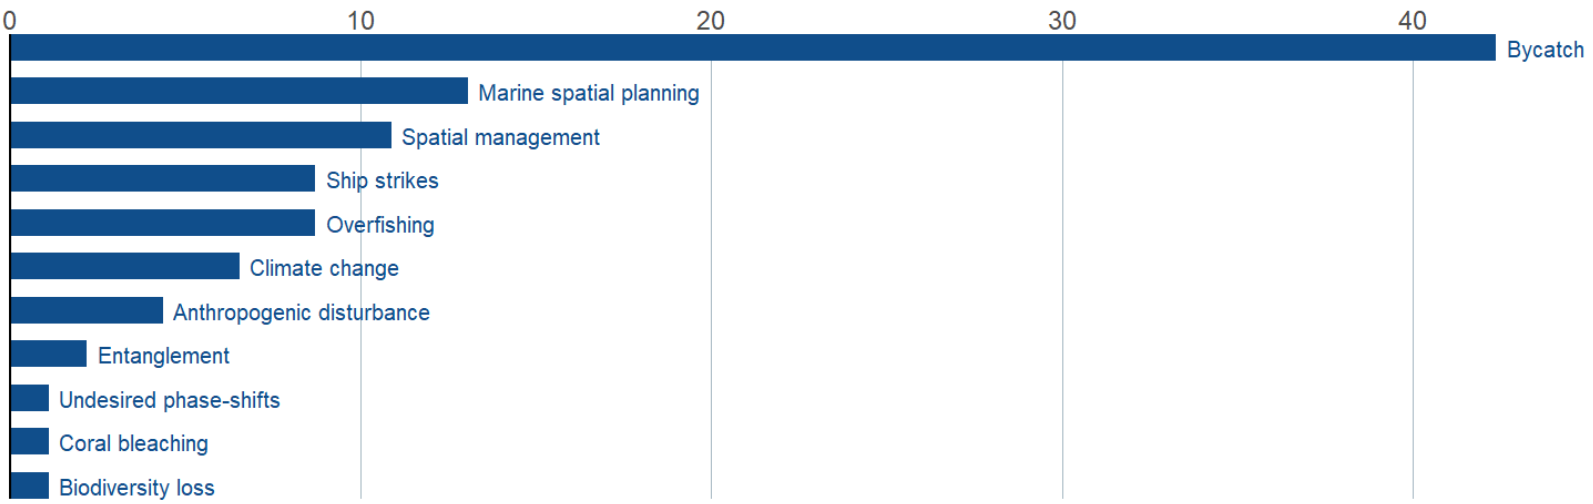 0 10 20 30 40
Bycatch
Marine spatial planning
Spatial management
Ship strikes
Overfishing
Climate change
Anthropogenic disturbance
Entanglement
Undesired phase-shifts
Coral bleaching
Biodiversity loss